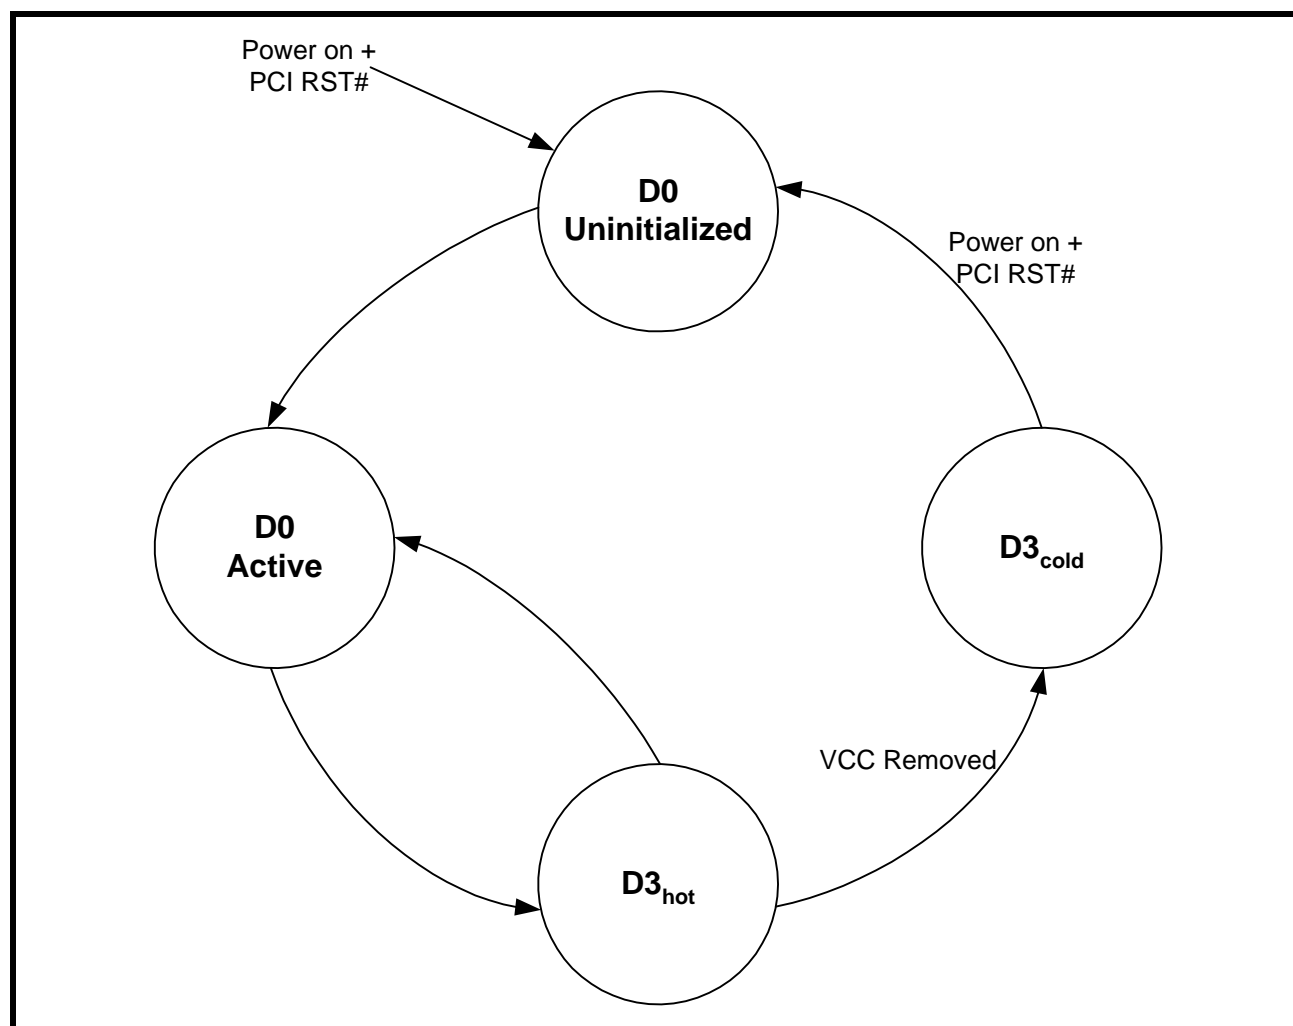 Power on +
PCI RST#
D0
Uninitialized
Power on +
PCI RST#
D0
Active
D3cold
VCC Removed
D3hot